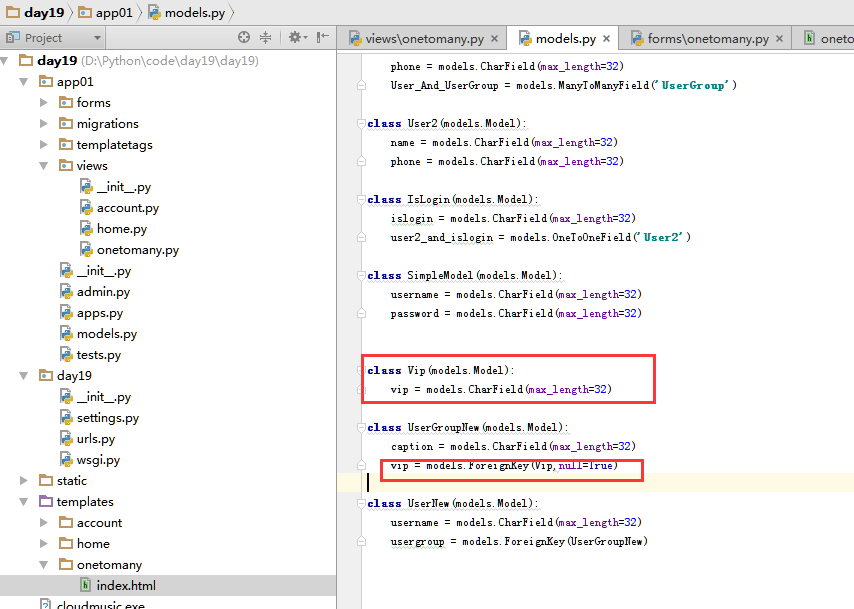 day19 app01 models.py
Project
views\onetomany.py × models.py × forms\onetomany.py × oneto
day19 (D:\Python\code\day19\day19)
app01
forms
migrations
templatetags
views
__init__.py
account.py
home.py
onetomany.py
__init__.py
admin.py
apps.py
models.py
tests.py
day19
__init__.py
settings.py
urls.py
wsgi.py
static
templates
account
home
onetomany
index.html
cloudmusic.exe
phone = models.CharField(max_length=32)
User_And_UserGroup = models.ManyToManyField('UserGroup')
class User2(models.Model):
name = models.CharField(max_length=32)
phone = models.CharField(max_length=32)
class IsLogin(models.Model):
islogin = models.CharField(max_length=32)
user2_and_islogin = models.OneToOneField('User2')
class SimpleModel(models.Model):
username = models.CharField(max_length=32)
password = models.CharField(max_length=32)
class Vip(models.Model):
vip = models.CharField(max_length=32)
class UserGroupNew(models.Model):
caption = models.CharField(max_length=32)
vip = models.ForeignKey(Vip,null=True)
class UserNew(models.Model):
username = models.CharField(max_length=32)
usergroup = models.ForeignKey(UserGroupNew)